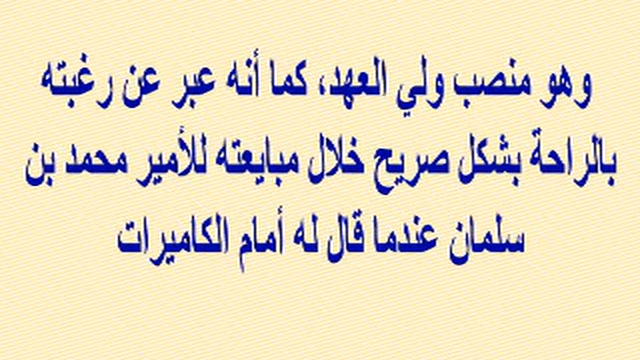 وهو منصب ولي العهد، كما أنه عبر عن رغبته
بالراحة بشكل صريح خلال مبايعته للأمير محمد بن
سلمان عندما قال له أمام الكاميرات